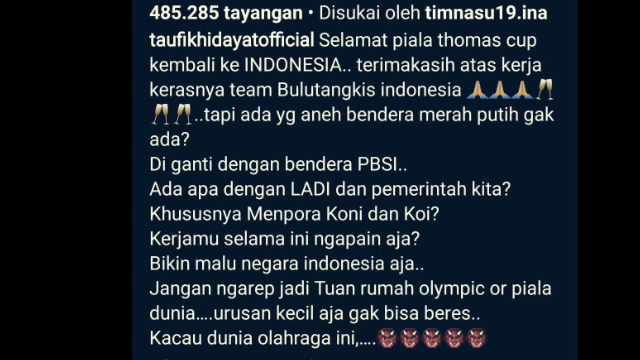 485.285 tayangan • Disukai oleh timnasu19.ina
taufikhidayatofficial Selamat piala thomas cup
kembali ke INDONESIA.. terimakasih atas kerja
kerasnya team Bulutangkis indonesia 🙏🏽🙏🏽🙏🏽🥂
🥂🥂..tapi ada yg aneh bendera merah putih gak
ada?
Di ganti dengan bendera PBSI..
Ada apa dengan LADI dan pemerintah kita?
Khususnya Menpora Koni dan Koi?
Kerjamu selama ini ngapain aja?
Bikin malu negara indonesia aja..
Jangan ngarep jadi Tuan rumah olympic or piala
dunia….urusan kecil aja gak bisa beres..
Kacau dunia olahraga ini,….👹👹👹👹👹